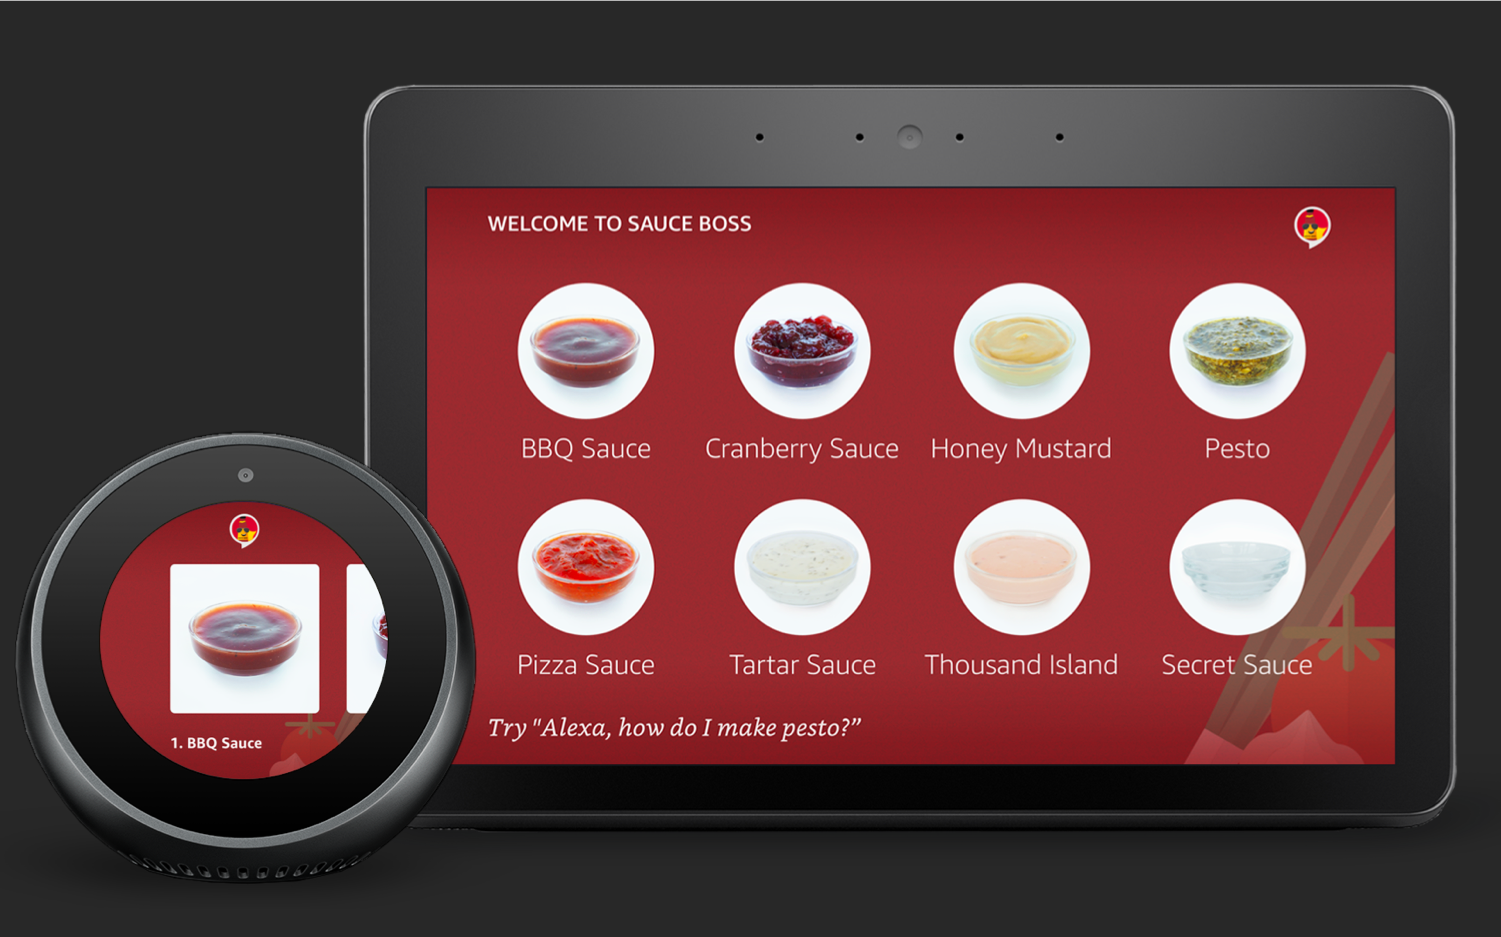 WELCOME TO SAUCE BOSS
BBQ Sauce
Cranberry Sauce
Honey Mustard
Pesto
Pizza Sauce
Tartar Sauce
Thousand Island
Secret Sauce
Try "Alexa, how do I make pesto?”
1. BBQ Sauce